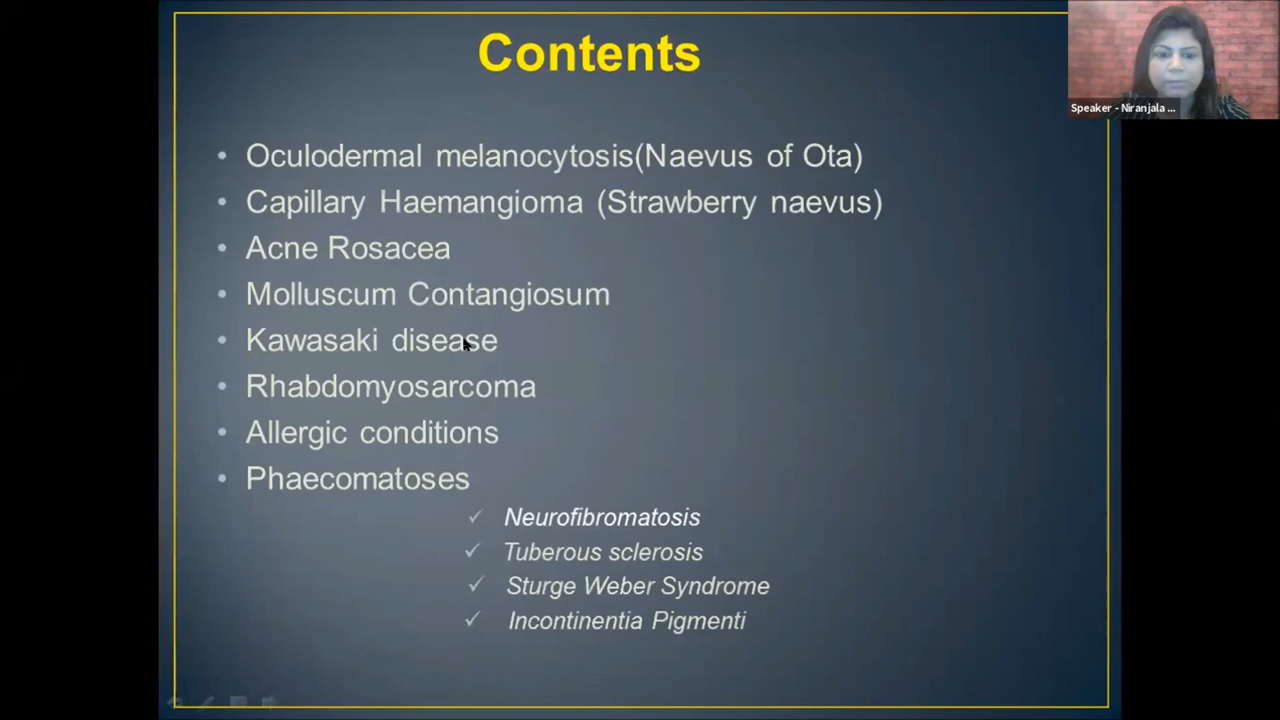 Contents
Speaker - Niranjala ...
• Oculodermal melanocytosis(Naevus of Ota)
• Capillary Haemangioma (Strawberry naevus)
• Acne Rosacea
• Molluscum Contangiosum
• Kawasaki disease
• Rhabdomyosarcoma
• Allergic conditions
• Phaecomatoses
✓ Neurofibromatosis
✓ Tuberous sclerosis
✓ Sturge Weber Syndrome
✓ Incontinentia Pigmenti